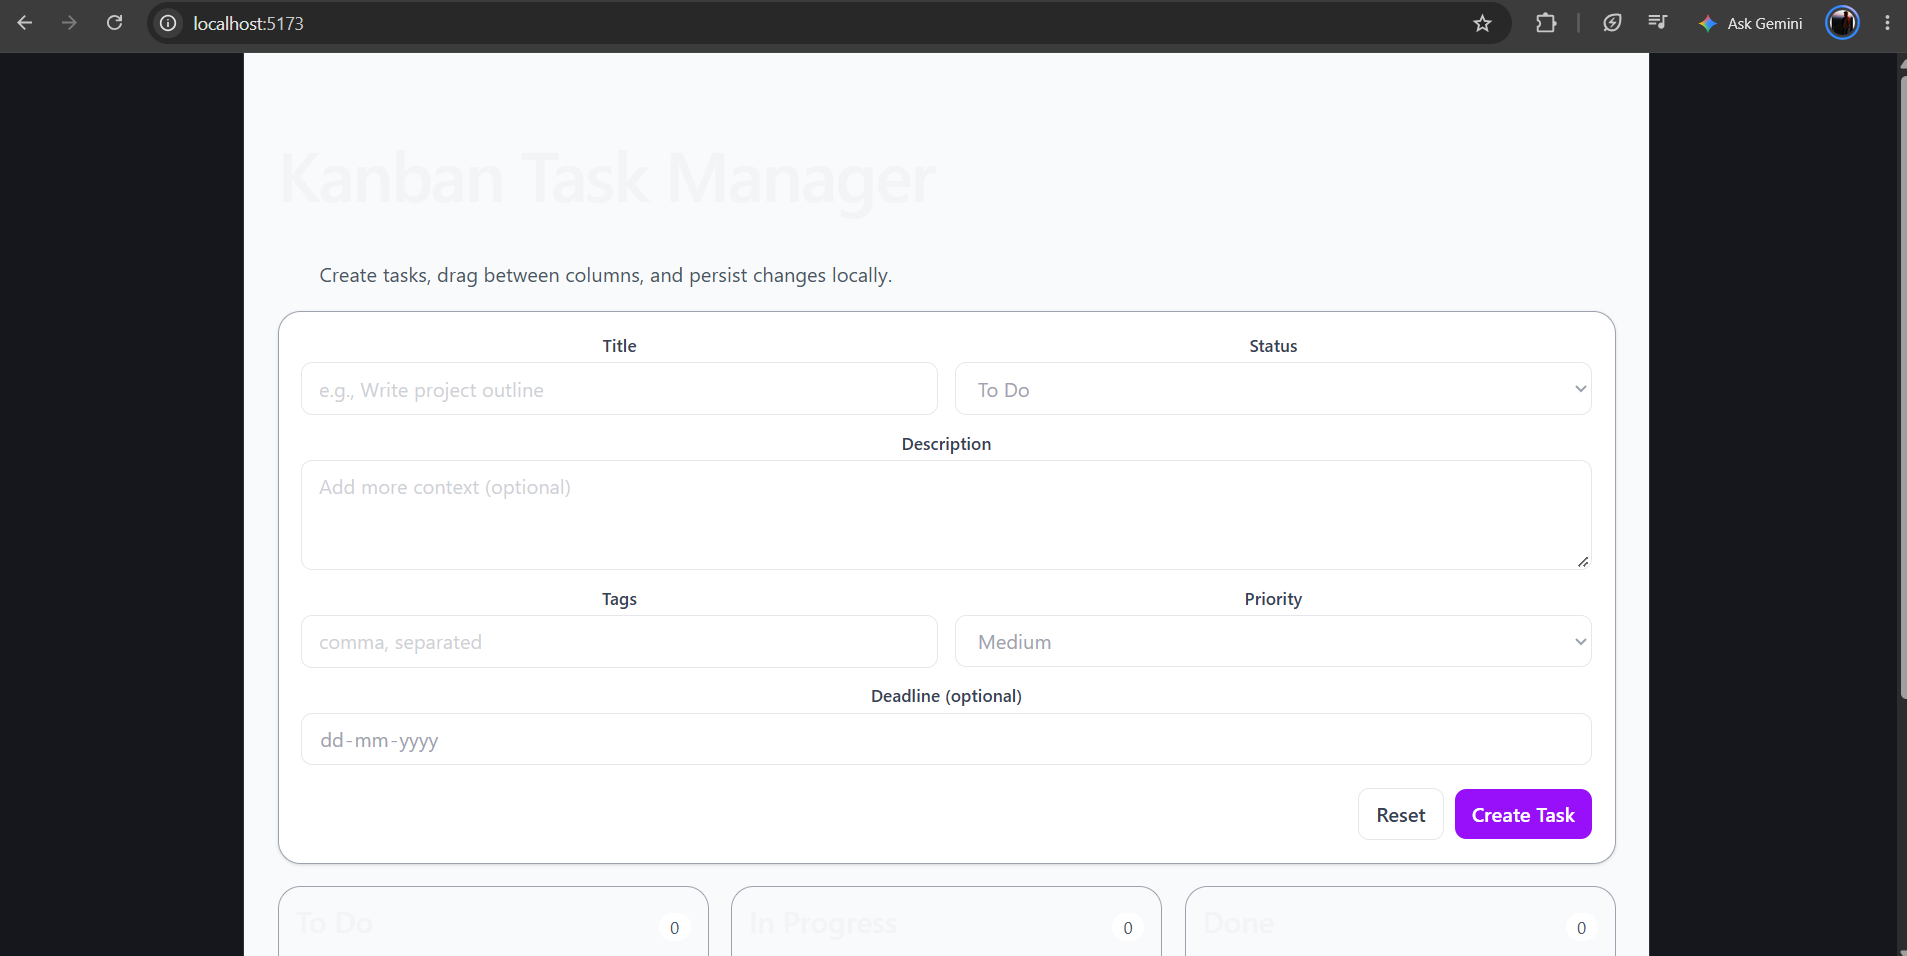 localhost:5173
Ask Gemini
Kanban Task Manager
Create tasks, drag between columns, and persist changes locally.
Title
Status
e.g., Write project outline
To Do
Description
Add more context (optional)
Tags
Priority
comma, separated
Medium
Deadline (optional)
dd-mm-yyyy
Reset
Create Task
To Do
0
In Progress
0
Done
0